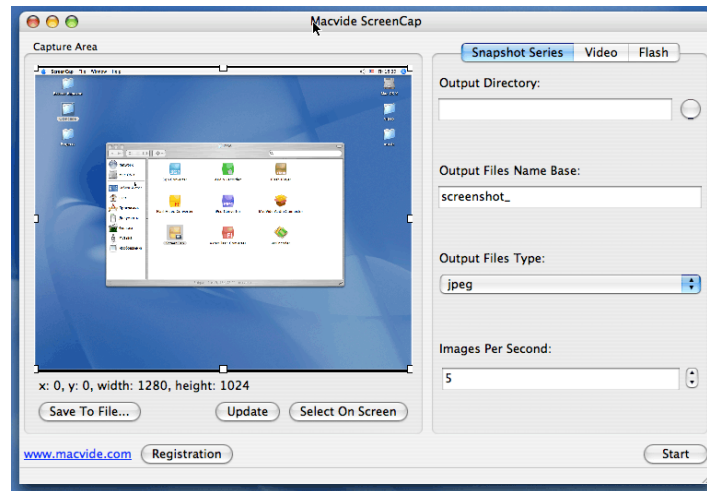 Macvide ScreenCap
Capture Area
Snapshot Series Video Flash
Output Directory:
Output Files Name Base:
screenshot_
Output Files Type:
jpeg
Images Per Second:
5
x: 0, y: 0, width: 1280, height: 1024
Save To File... Update Select On Screen
www.macvide.com Registration Start